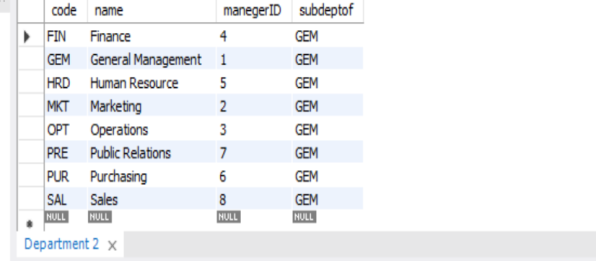 code name manegerID subdeptof
FIN Finance 4 GEM
GEM General Management 1 GEM
HRD Human Resource 5 GEM
MKT Marketing 2 GEM
OPT Operations 3 GEM
PRE Public Relations 7 GEM
PUR Purchasing 6 GEM
SAL Sales 8 GEM
NULL NULL NULL NULL
Department 2 x